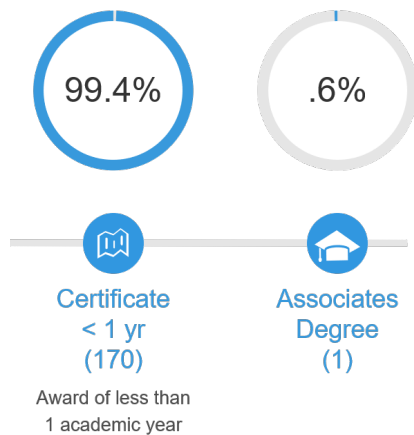 99.4%
.6%
Certificate
< 1 yr
(170)
Award of less than
1 academic year
Associates
Degree
(1)